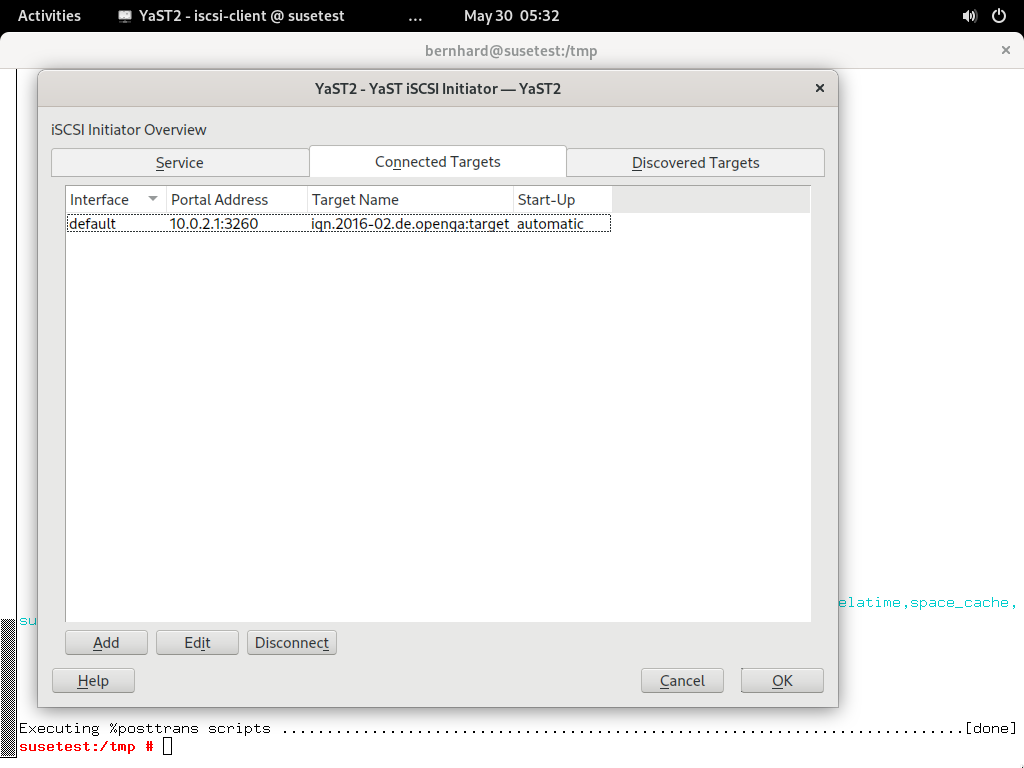 Activities YaST2 - iscsi-client @ susetest ... May 30 05:32
bernhard@susetest:/tmp
YaST2 - YaST iSCSI Initiator — YaST2
iSCSI Initiator Overview
Service Connected Targets Discovered Targets
Interface Portal Address Target Name Start-Up
default 10.0.2.1:3260 iqn.2016-02.de.openqa:target automatic
elatime,space_cache,
su
Add Edit Disconnect
Help Cancel OK
Executing %posttrans scripts ............................................................................[done]
susetest:/tmp #